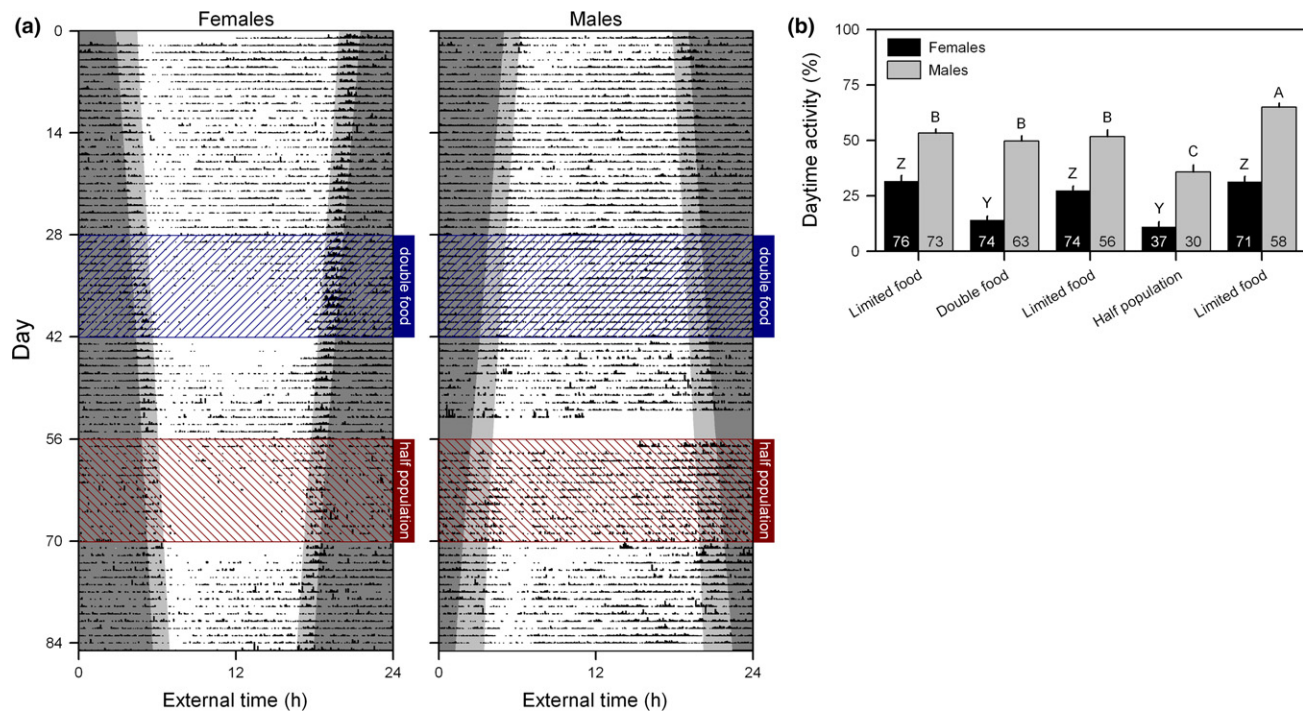 (a)
Females
Males
0
14
28
42
56
70
84
Day
double food
half population
double food
half population
0
12
24
0
12
24
External time (h)
External time (h)
(b)
100
75
50
25
0
Daytime activity (%)
Females
Males
Z
B
Y
B
Z
B
Y
C
Z
A
76
73
74
63
74
56
37
30
71
58
Limited food
Double food
Limited food
Half population
Limited food